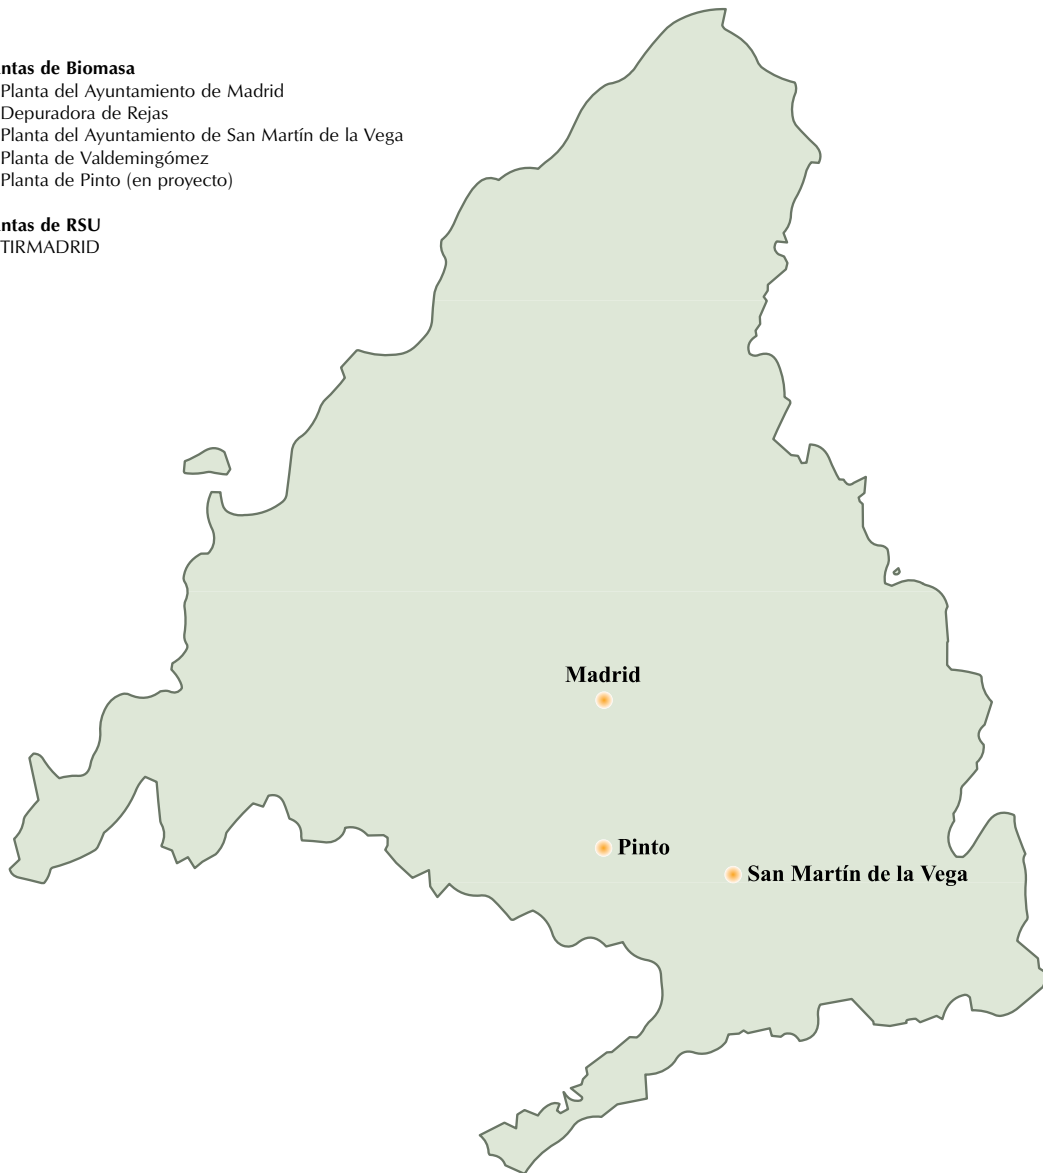 ntas de Biomasa
Planta del Ayuntamiento de Madrid
Depuradora de Rejas
Planta del Ayuntamiento de San Martín de la Vega
Planta de Valdemingómez
Planta de Pinto (en proyecto)
ntas de RSU
TIRMADRID
Madrid
Pinto
San Martín de la Vega